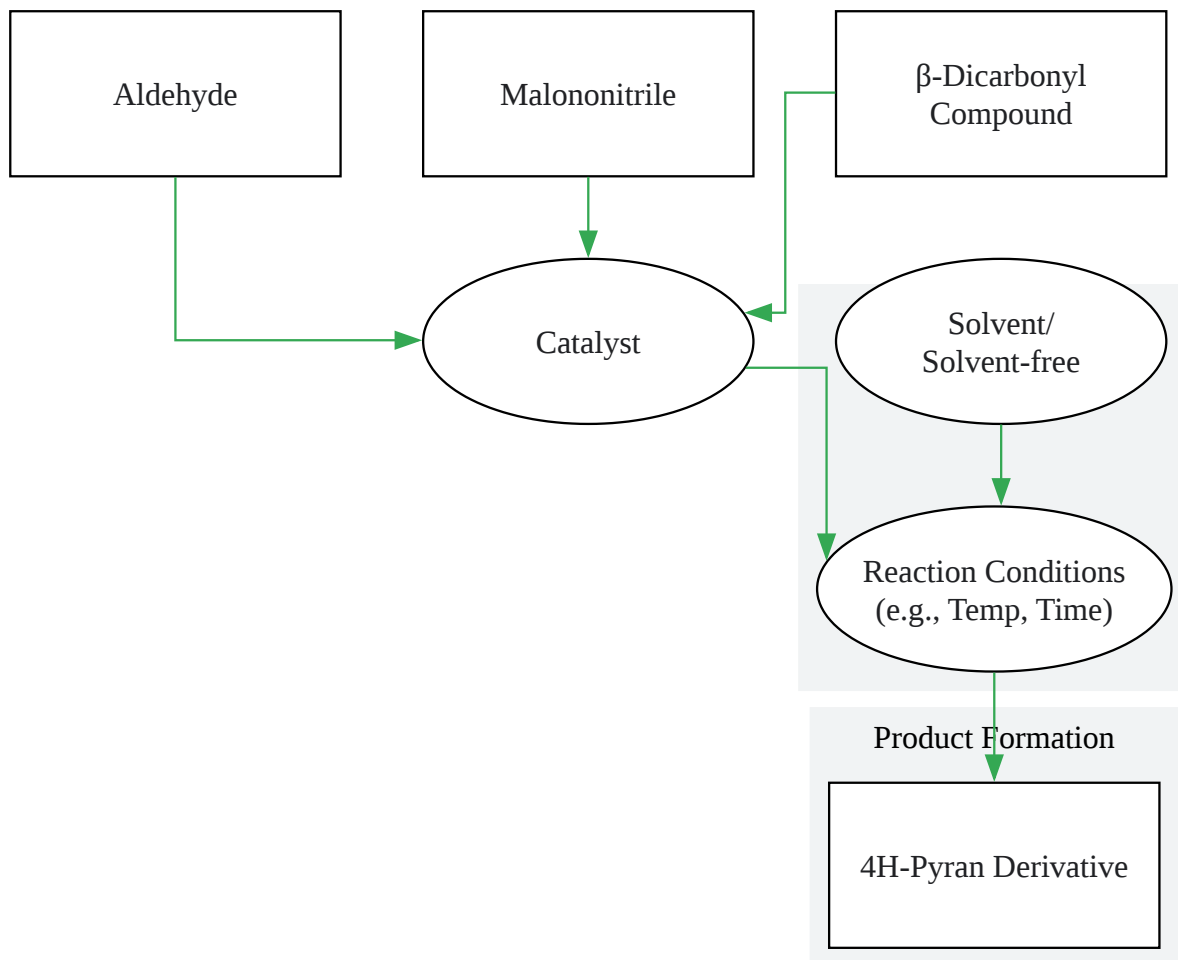 Aldehyde
Malononitrile
β-Dicarbonyl
Compound
Catalyst
Solvent/
Solvent-free
Reaction Conditions
(e.g., Temp, Time)
Product Formation
4H-Pyran Derivative